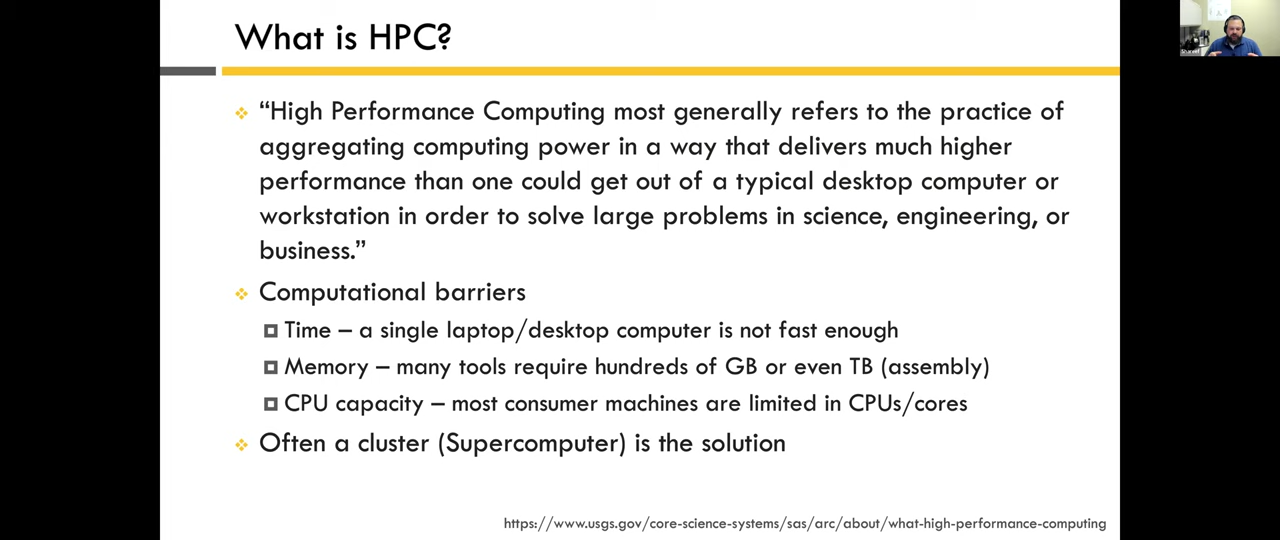 What is HPC?
“High Performance Computing most generally refers to the practice of
aggregating computing power in a way that delivers much higher
performance than one could get out of a typical desktop computer or
workstation in order to solve large problems in science, engineering, or
business.”
Computational barriers
Time – a single laptop/desktop computer is not fast enough
Memory – many tools require hundreds of GB or even TB (assembly)
CPU capacity – most consumer machines are limited in CPUs/cores
Often a cluster (Supercomputer) is the solution
https://www.usgs.gov/core-science-systems/sas/arc/about/what-high-performance-computing